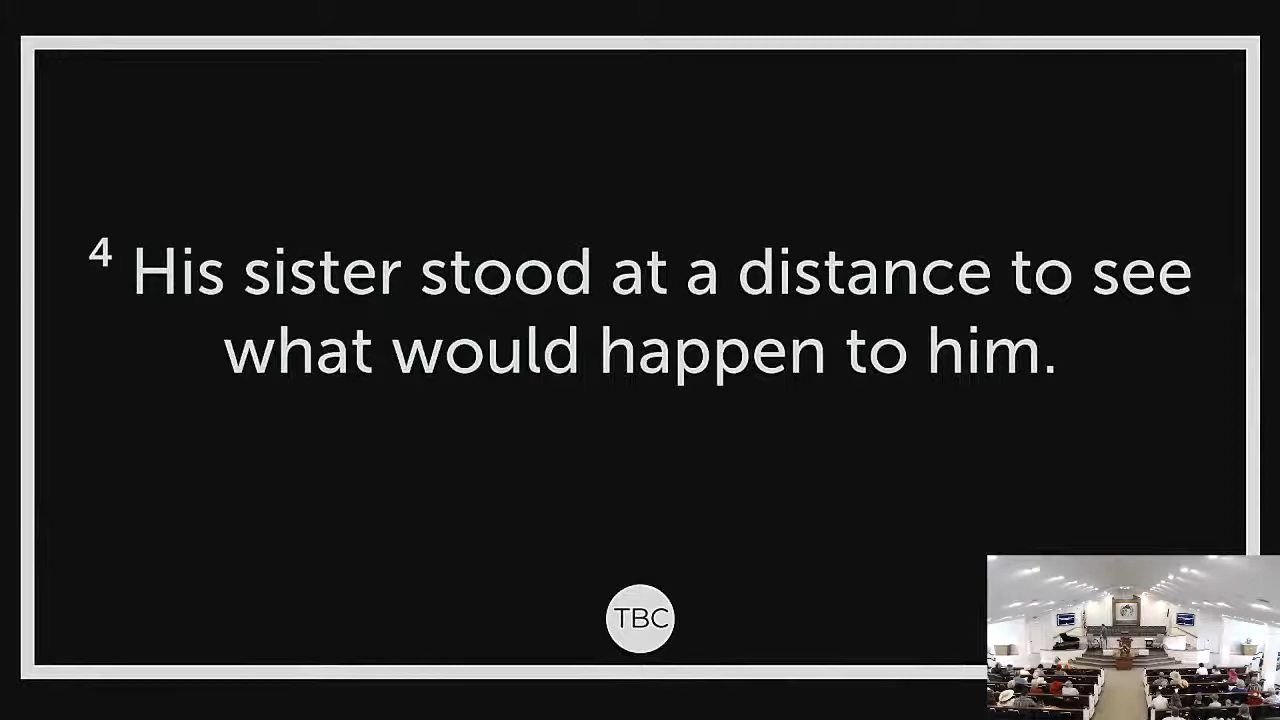 4 His sister stood at a distance to see
what would happen to him.
TBC